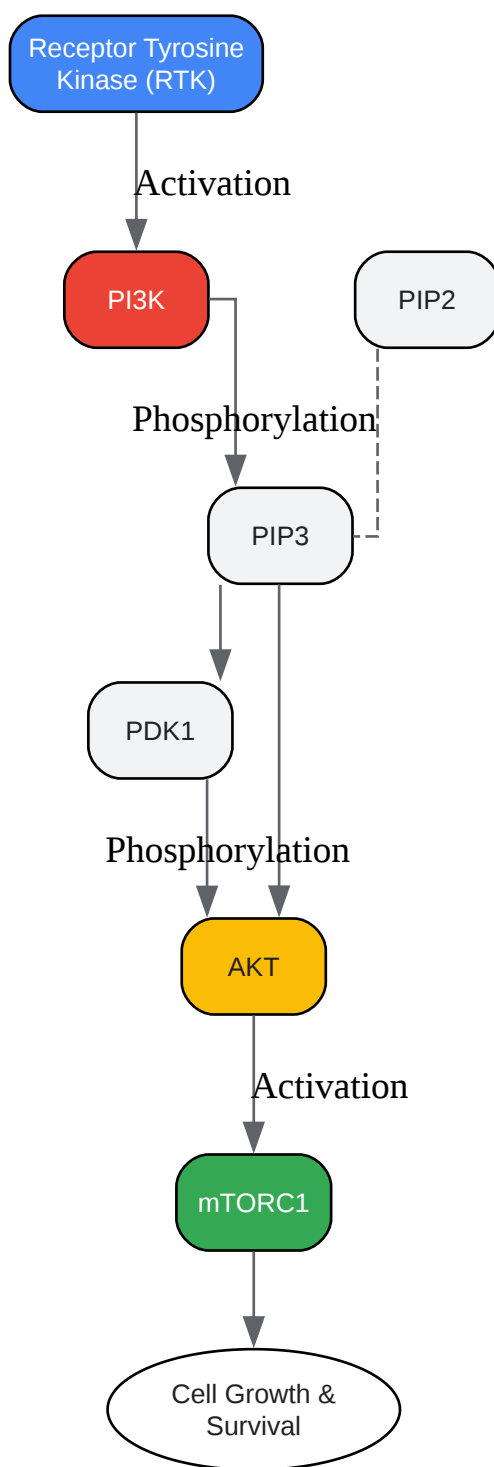 Receptor Tyrosine
Kinase (RTK)
Activation
PI3K
PIP2
Phosphorylation
PIP3
PDK1
Phosphorylation
AKT
Activation
mTORC1
Cell Growth &
Survival